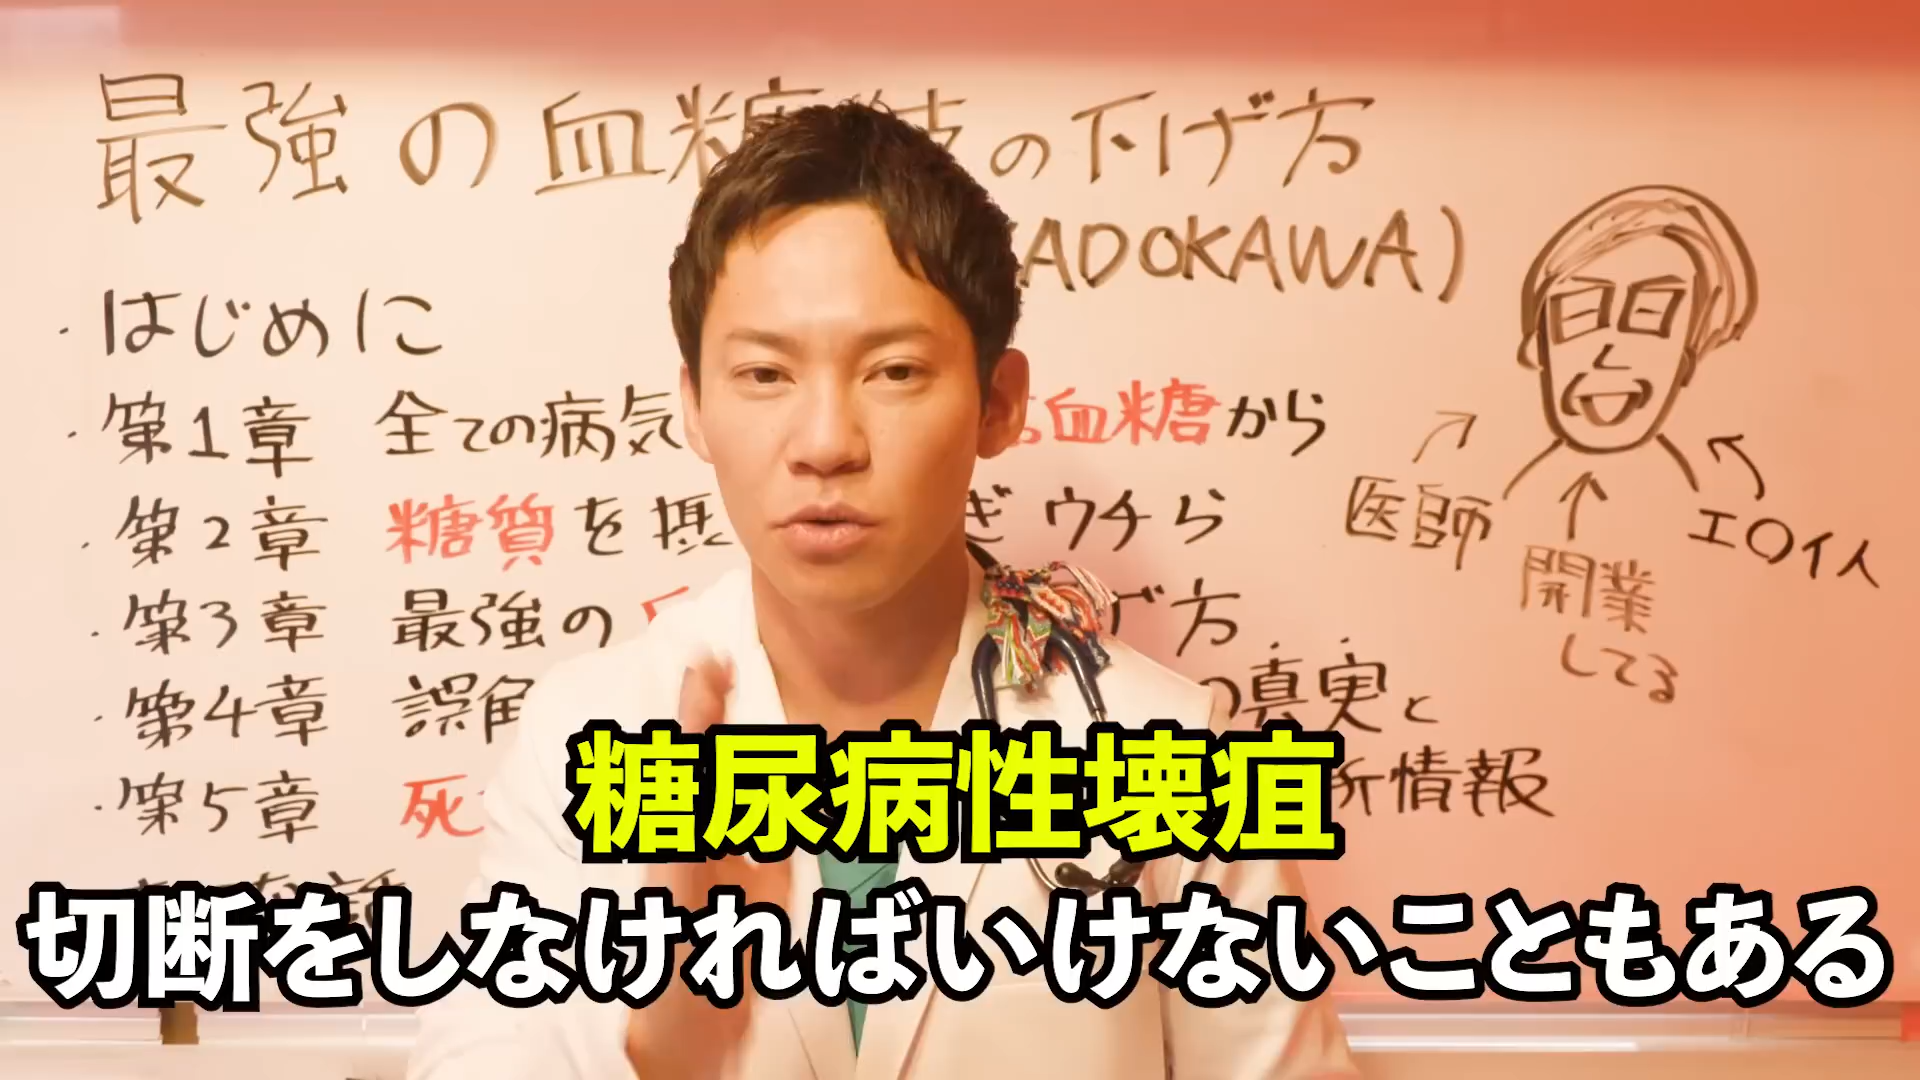 最強の血糖の下げ方
(KADOKAWA)
・はじめに
・第1章 全ての病気 血糖から
・第2章 糖質を摂 ぎウチら
・第3章 最強の げ方
・第4章 誤解 の真実と
・第5章 死 新情報
医師
開業
してる
エ〇イ人
糖尿病性壊疽
切断をしなければいけないこともある